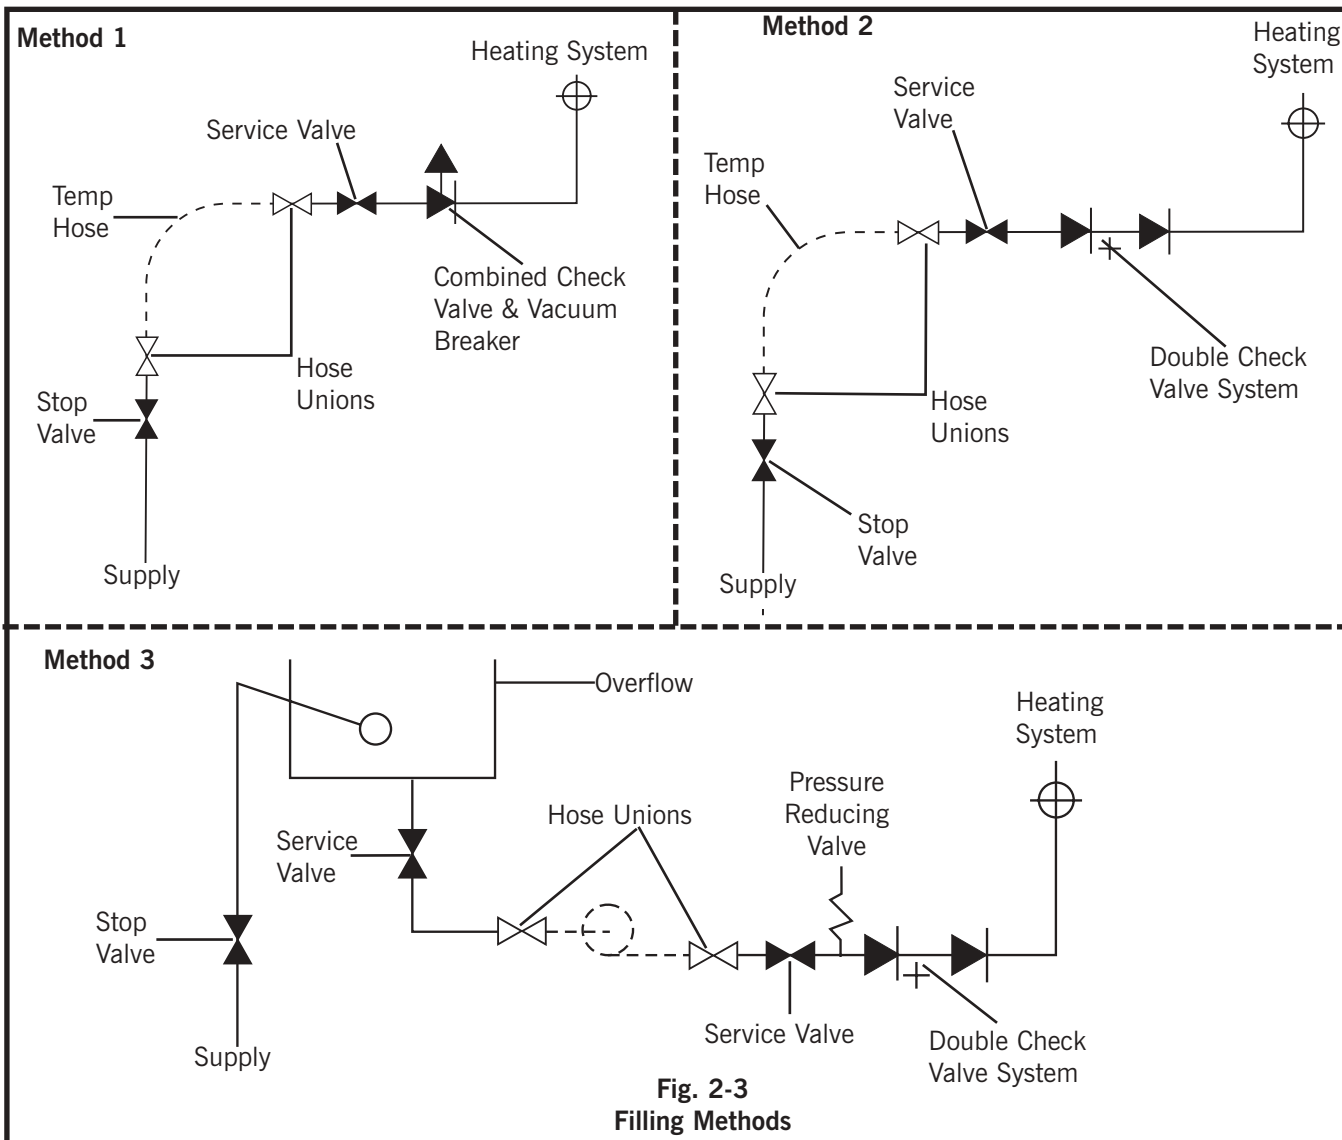 Method 1
Heating System
Service Valve
Temp
Hose
Combined Check
Valve & Vacuum
Breaker
Hose
Unions
Stop
Valve
Supply
Method 2
Heating
System
Service
Valve
Temp
Hose
Double Check
Valve System
Hose
Unions
Stop
Valve
Supply
Method 3
Overflow
Heating
System
Pressure
Reducing
Valve
Hose Unions
Service
Valve
Stop
Valve
Service Valve
Double Check
Valve System
Supply
Fig. 2-3
Filling Methods